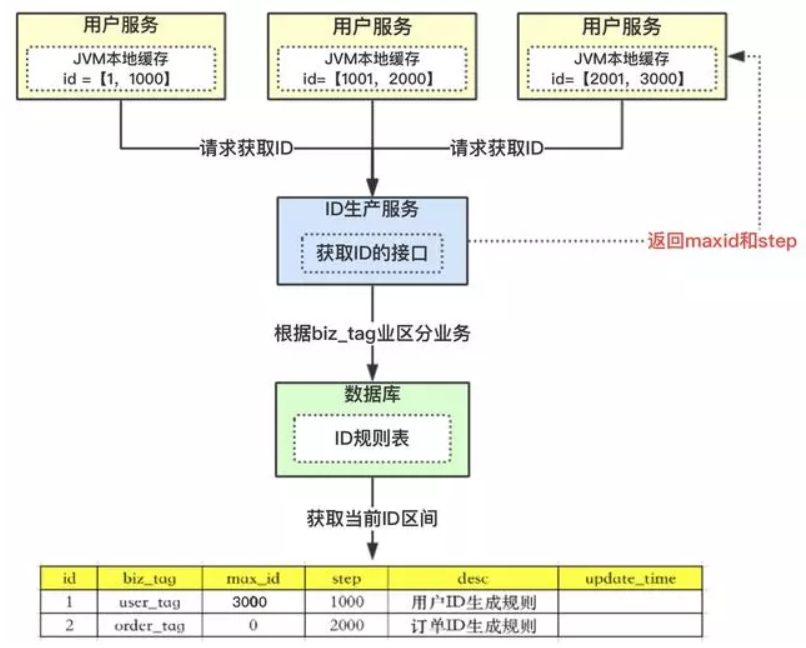 用户服务
JVM本地缓存
id =【1，1000】
用户服务
JVM本地缓存
id=【1001，2000】
用户服务
JVM本地缓存
id=【2001，3000】
请求获取ID
请求获取ID
ID生产服务
获取ID的接口
返回maxid和step
根据biz_tag业区分业务
数据库
ID规则表
获取当前ID区间
id biz_tag max_id step desc update_time
1 user_tag 3000 1000 用户ID生成规则
2 order_tag 0 2000 订单ID生成规则